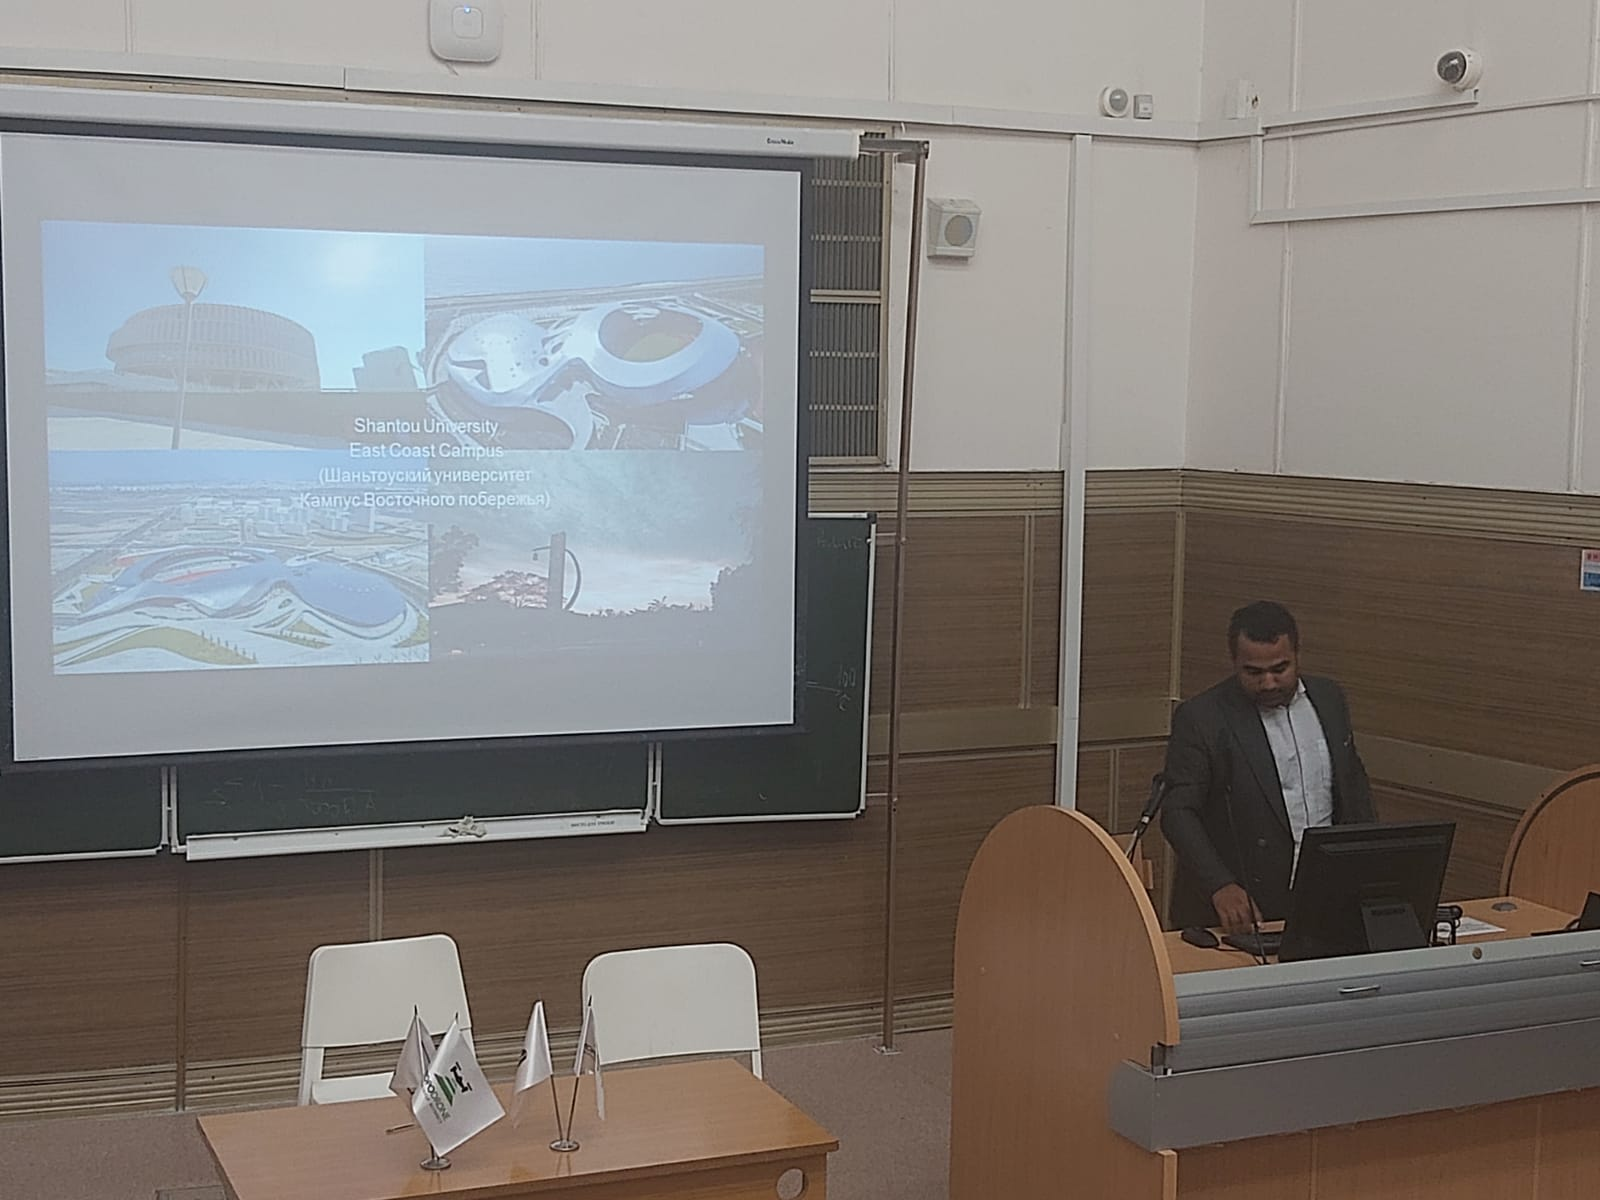 Shantou University
East Coast Campus
(Шаньтоуский университет
Кампус Восточного побережья)